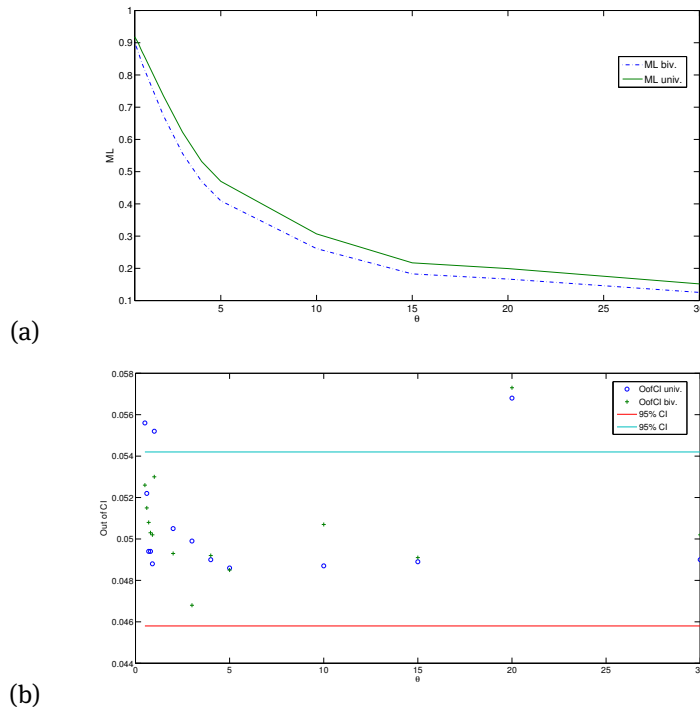 1
0.9
0.8
0.7
0.6
0.5
0.4
0.3
0.2
0.1
ML
ML biv.
ML univ.
5 10 15 20 25 30
θ
(a)
0.058
0.056
0.054
0.052
0.05
0.048
0.046
0.044
Out of CI
OofCI univ.
OofCI biv.
95% CI
95% CI
0 5 10 15 20 25 30
θ
(b)